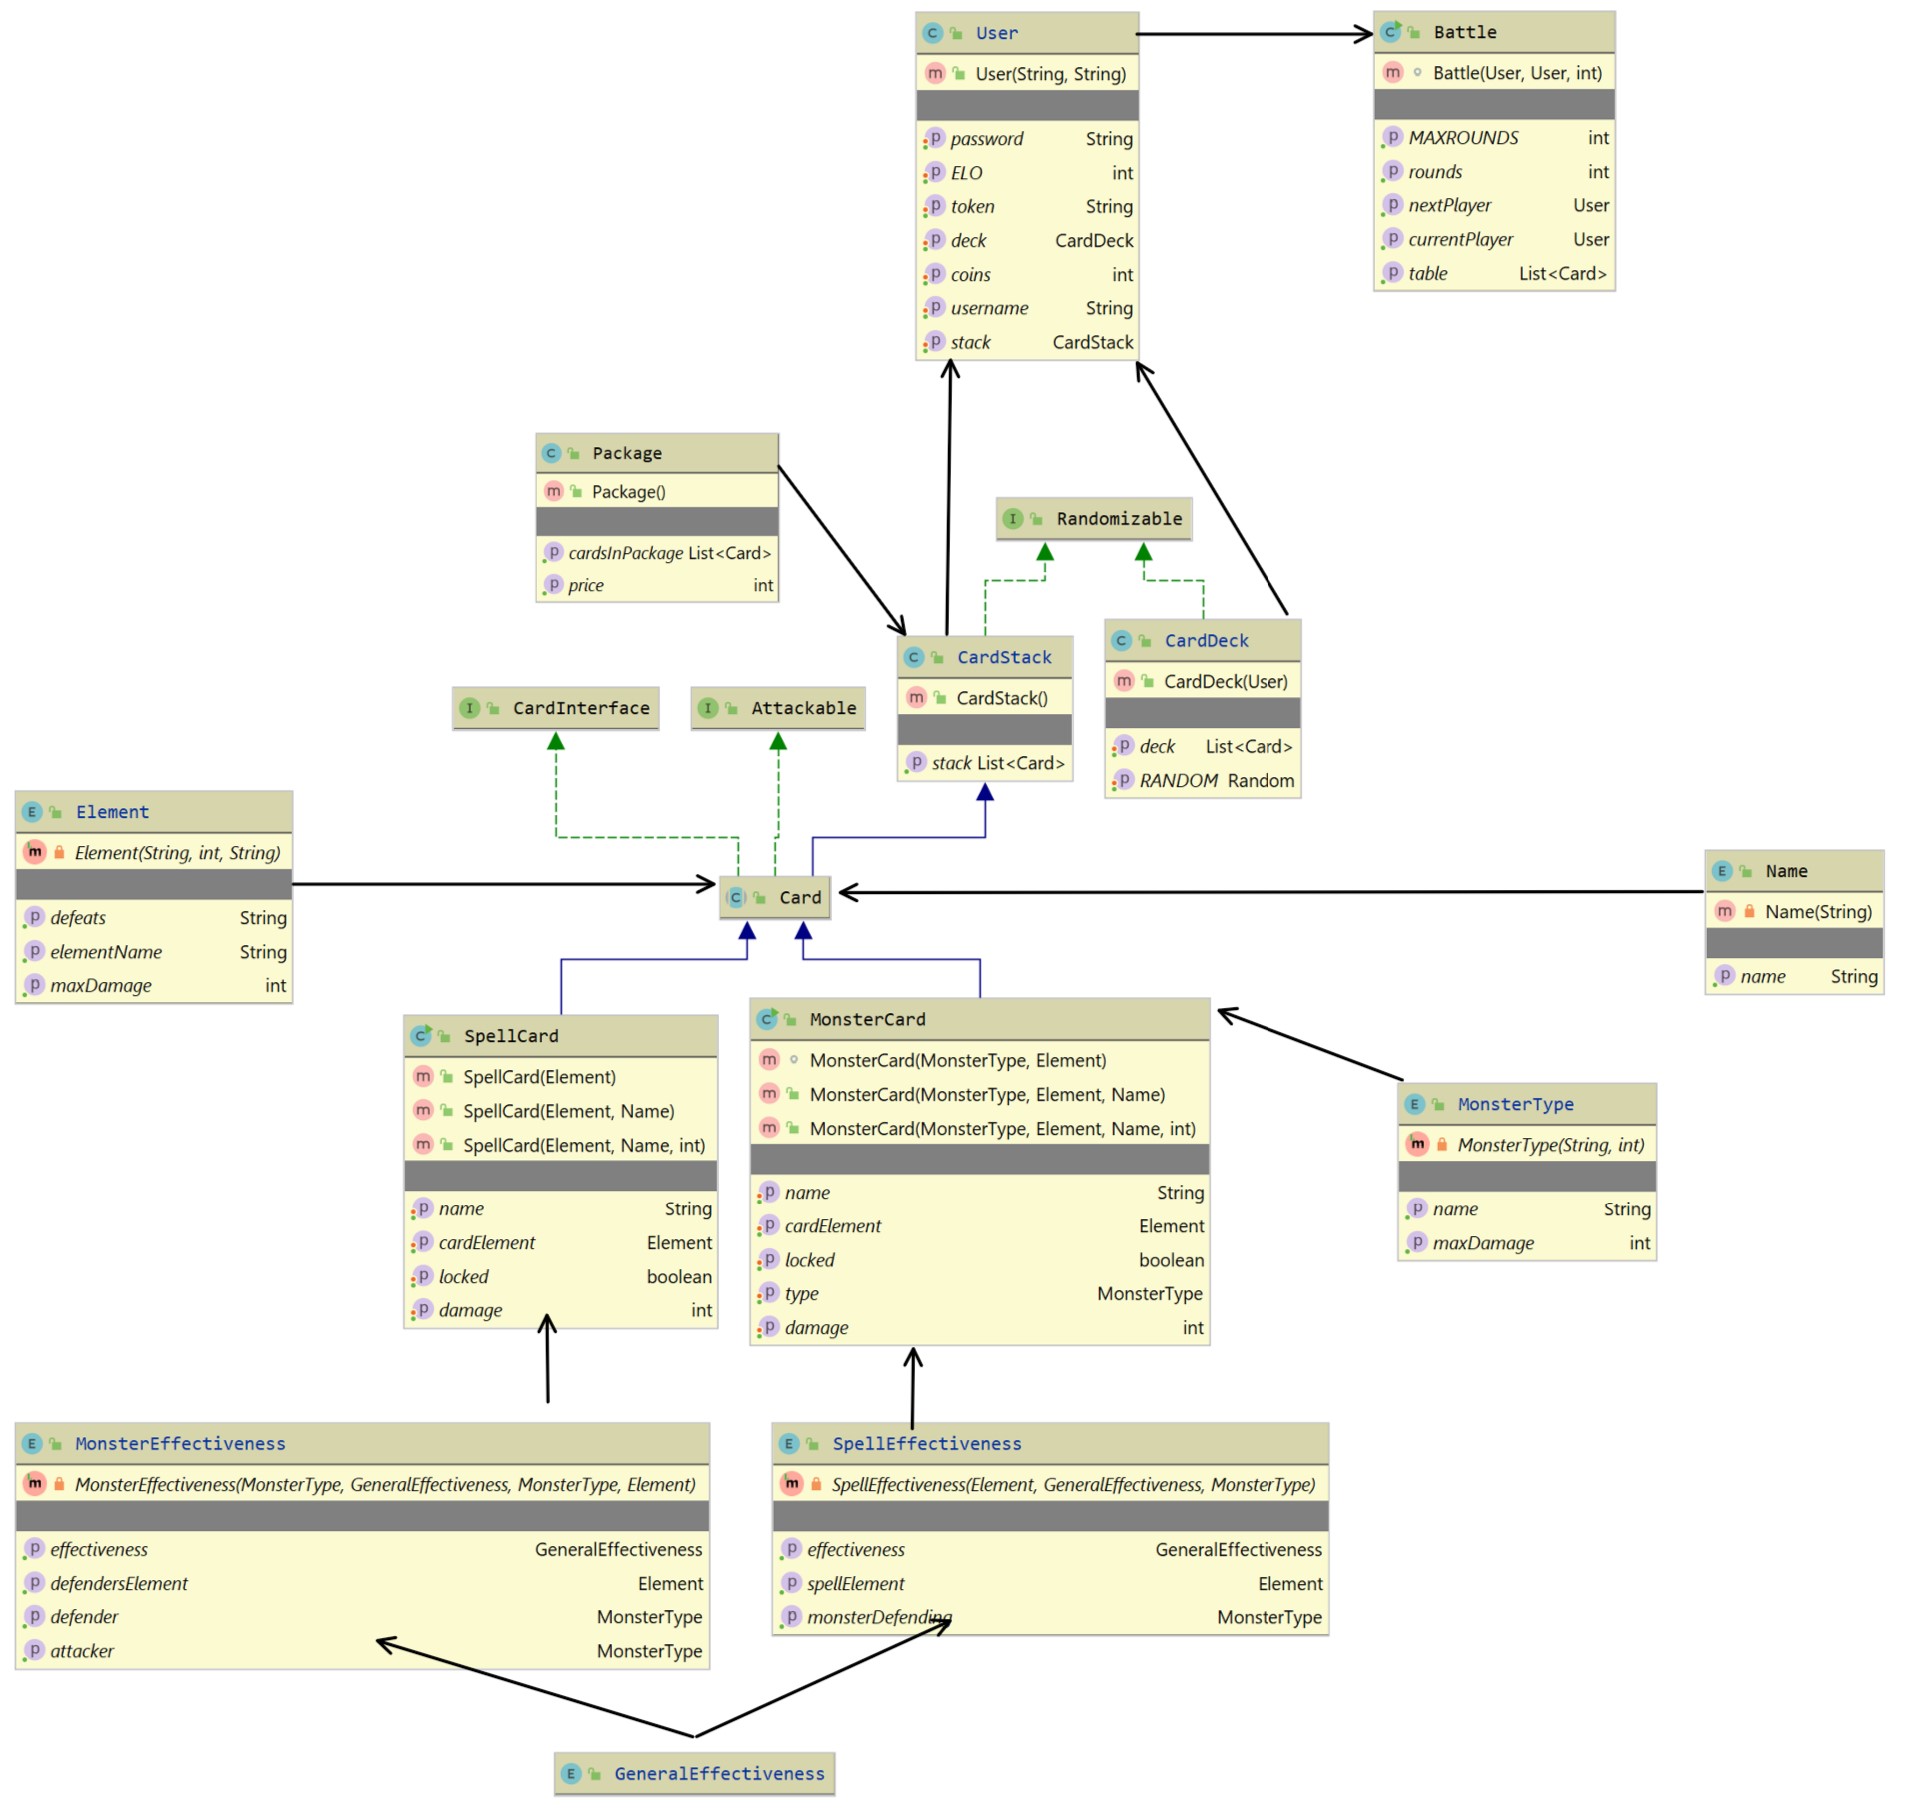 User
User(String, String)
password String
ELO int
token String
deck CardDeck
coins int
username String
stack CardStack
Battle
Battle(User, User, int)
MAXROUNDS int
rounds int
nextPlayer User
currentPlayer User
table List<Card>
Package
Package()
cardsInPackage List<Card>
price int
Randomizable
CardStack
CardStack()
stack List<Card>
CardDeck
CardDeck(User)
deck List<Card>
RANDOM Random
CardInterface
Attackable
Element
Element(String, int, String)
defeats String
elementName String
maxDamage int
Card
Name
Name(String)
name String
SpellCard
SpellCard(Element)
SpellCard(Element, Name)
SpellCard(Element, Name, int)
name String
cardElement Element
locked boolean
damage int
MonsterCard
MonsterCard(MonsterType, Element)
MonsterCard(MonsterType, Element, Name)
MonsterCard(MonsterType, Element, Name, int)
name String
cardElement Element
locked boolean
type MonsterType
damage int
MonsterType
MonsterType(String, int)
name String
maxDamage int
MonsterEffectiveness
MonsterEffectiveness(MonsterType, GeneralEffectiveness, MonsterType, Element)
effectiveness GeneralEffectiveness
defendersElement Element
defender MonsterType
attacker MonsterType
SpellEffectiveness
SpellEffectiveness(Element, GeneralEffectiveness, MonsterType)
effectiveness GeneralEffectiveness
spellElement Element
monsterDefending MonsterType
GeneralEffectiveness